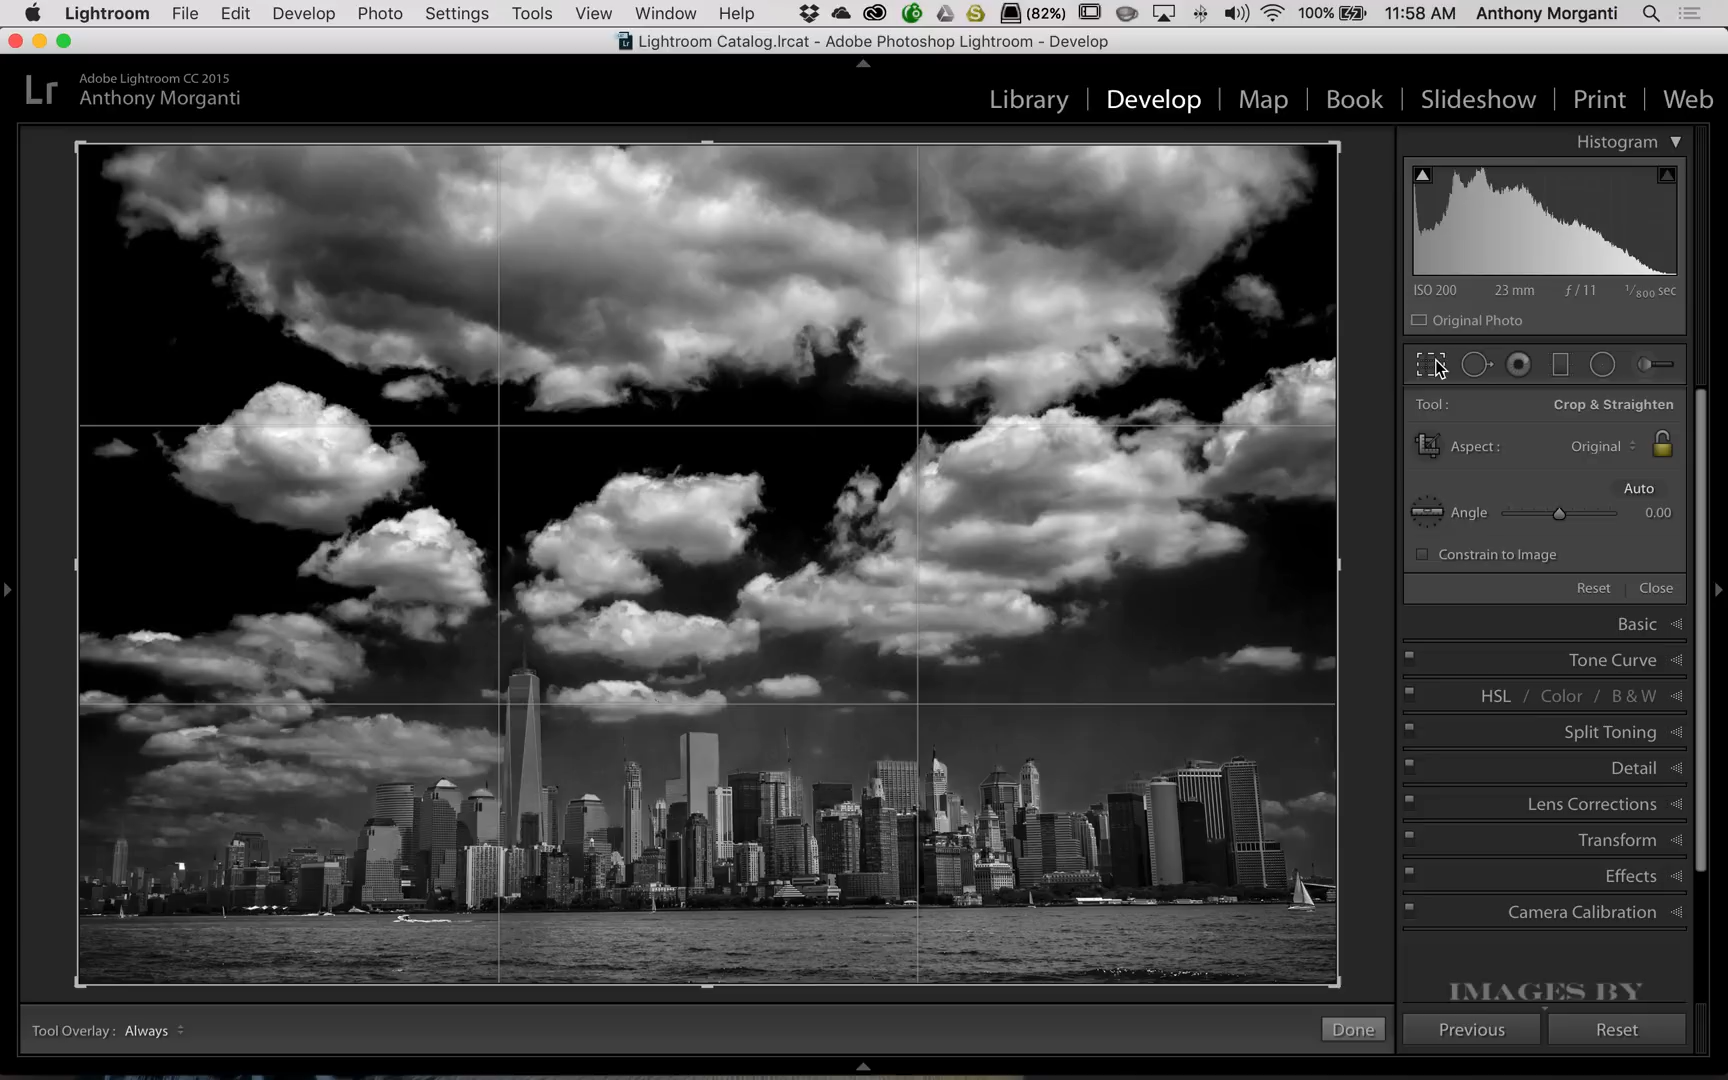 Lightroom File Edit Develop Photo Settings Tools View Window Help (82%) 100% 11:58 AM Anthony Morganti
Lightroom Catalog.lrcat - Adobe Photoshop Lightroom - Develop
Lr
Adobe Lightroom CC 2015
Anthony Morganti
Library | Develop | Map | Book | Slideshow | Print | Web
Histogram
ISO 200 23 mm ƒ / 11 1/800 sec
Original Photo
Tool : Crop & Straighten
Aspect : Original
Auto
Angle 0.00
Constrain to Image
Reset Close
Basic
Tone Curve
HSL / Color / B & W
Split Toning
Detail
Lens Corrections
Transform
Effects
Camera Calibration
IMAGES BY
Tool Overlay : Always
Done
Previous
Reset